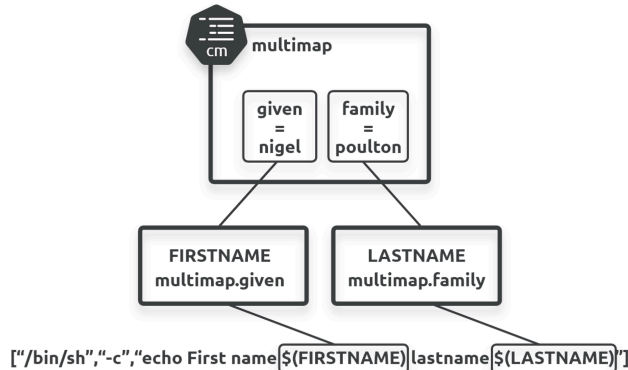 cm
multimap
given
=
nigel
family
=
poulton
FIRSTNAME
multimap.given
LASTNAME
multimap.family
[“/bin/sh”,“-c”,“echo First name $(FIRSTNAME) lastname $(LASTNAME)”]